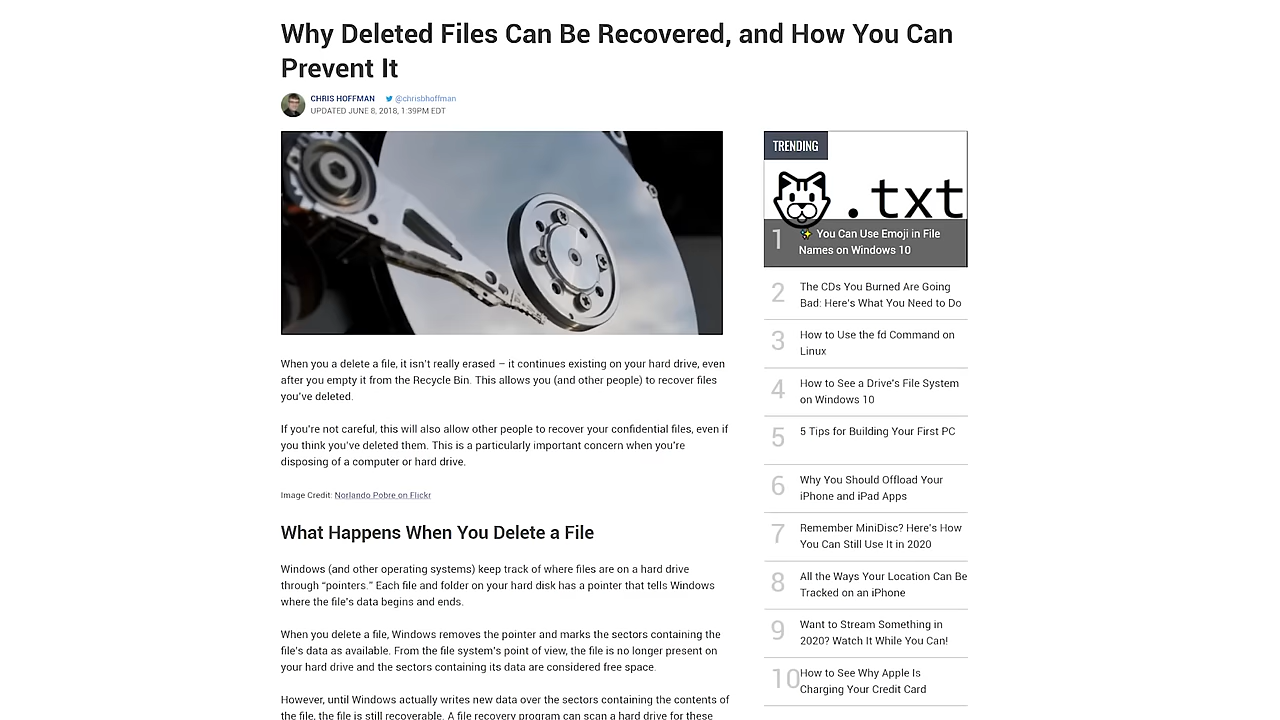 Why Deleted Files Can Be Recovered, and How You Can
Prevent It
CHRIS HOFFMAN @chrisbhoffman
UPDATED JUNE 8, 2018, 1:39PM EDT
When you a delete a file, it isn't really erased – it continues existing on your hard drive, even
after you empty it from the Recycle Bin. This allows you (and other people) to recover files
you've deleted.
If you're not careful, this will also allow other people to recover your confidential files, even if
you think you've deleted them. This is a particularly important concern when you're
disposing of a computer or hard drive.
Image Credit: Norlando Pobre on Flickr
What Happens When You Delete a File
Windows (and other operating systems) keep track of where files are on a hard drive
through “pointers.” Each file and folder on your hard disk has a pointer that tells Windows
where the file's data begins and ends.
When you delete a file, Windows removes the pointer and marks the sectors containing the
file's data as available. From the file system's point of view, the file is no longer present on
your hard drive and the sectors containing its data are considered free space.
However, until Windows actually writes new data over the sectors containing the contents of
the file, the file is still recoverable. A file recovery program can scan a hard drive for these
TRENDING
.txt
1 ✨ You Can Use Emoji in File
Names on Windows 10
2 The CDs You Burned Are Going
Bad: Here's What You Need to Do
3 How to Use the fd Command on
Linux
4 How to See a Drive's File System
on Windows 10
5 5 Tips for Building Your First PC
6 Why You Should Offload Your
iPhone and iPad Apps
7 Remember MiniDisc? Here's How
You Can Still Use It in 2020
8 All the Ways Your Location Can Be
Tracked on an iPhone
9 Want to Stream Something in
2020? Watch It While You Can!
10 How to See Why Apple Is
Charging Your Credit Card